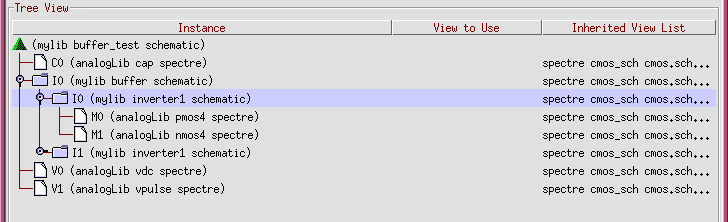 Tree View
Instance View to Use Inherited View List
(mylib buffer_test schematic)
C0 (analogLib cap spectre) spectre cmos_sch cmos.sch...
I0 (mylib buffer schematic) spectre cmos_sch cmos.sch...
I0 (mylib inverter1 schematic) spectre cmos_sch cmos.sch...
M0 (analogLib pmos4 spectre) spectre cmos_sch cmos.sch...
M1 (analogLib nmos4 spectre) spectre cmos_sch cmos.sch...
I1 (mylib inverter1 schematic) spectre cmos_sch cmos.sch...
V0 (analogLib vdc spectre) spectre cmos_sch cmos.sch...
V1 (analogLib vpulse spectre) spectre cmos_sch cmos.sch...